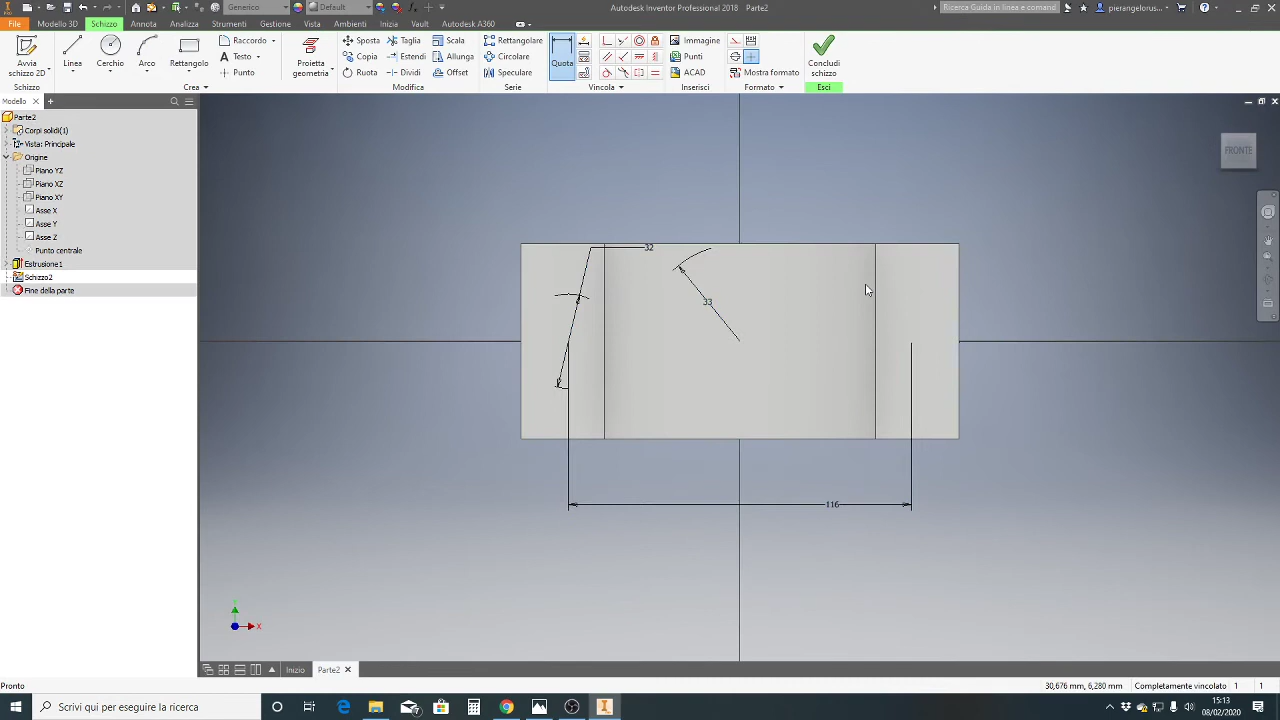 Generico
Default
Autodesk Inventor Professional 2018   Parte2
Ricerca Guida in linea e comand
pierangelorus...
File
Modello 3D
Schizzo
Annota
Analizza
Strumenti
Gestione
Vista
Ambienti
Inizia
Vault
Autodesk A360
Avvia
schizzo 2D
Linea
Cerchio
Arco
Rettangolo
Raccordo
Testo
Punto
Proietta
geometria
Sposta
Copia
Ruota
Taglia
Estendi
Dividi
Scala
Allunga
Offset
Rettangolare
Circolare
Speculare
Quota
Immagine
Punti
ACAD
Mostra formato
Concludi
schizzo
Schizzo
Crea
Modifica
Serie
Vincola
Inserisci
Formato
Esci
Modello
Parte2
Corpi solidi(1)
Vista: Principale
Origine
Piano YZ
Piano XZ
Piano XY
Asse X
Asse Y
Asse Z
Punto centrale
Estrusione1
Schizzo2
Fine della parte
FRONTE
32
33
116
X
Inizio
Parte2
Pronto
30,676 mm, 6,280 mm
Completamente vincolato
1
1
Scrivi qui per eseguire la ricerca
15:13
08/02/2020